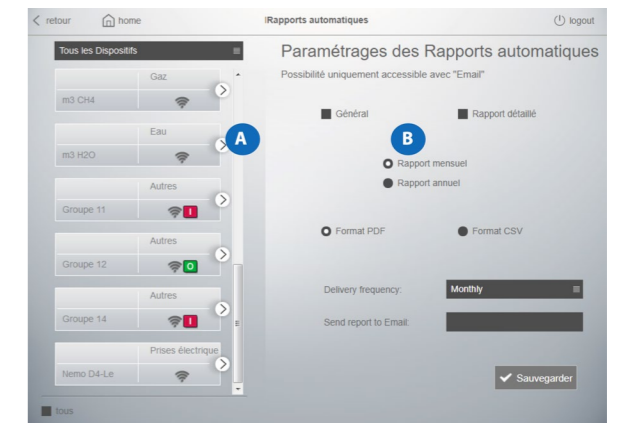 retour
home
Rapports automatiques
logout
Tous les Dispositifs
Gaz
m3 CH4
Eau
m3 H2O
Autres
Groupe 11
I
Autres
Groupe 12
O
Autres
Groupe 14
I
Prises électrique
Nemo D4-Le
tous
A
Paramétrages des Rapports automatiques
Possibilité uniquement accessible avec "Email"
Général
Rapport détaillé
B
Rapport mensuel
Rapport annuel
Format PDF
Format CSV
Delivery frequency:
Monthly
Send report to Email:
Sauvegarder